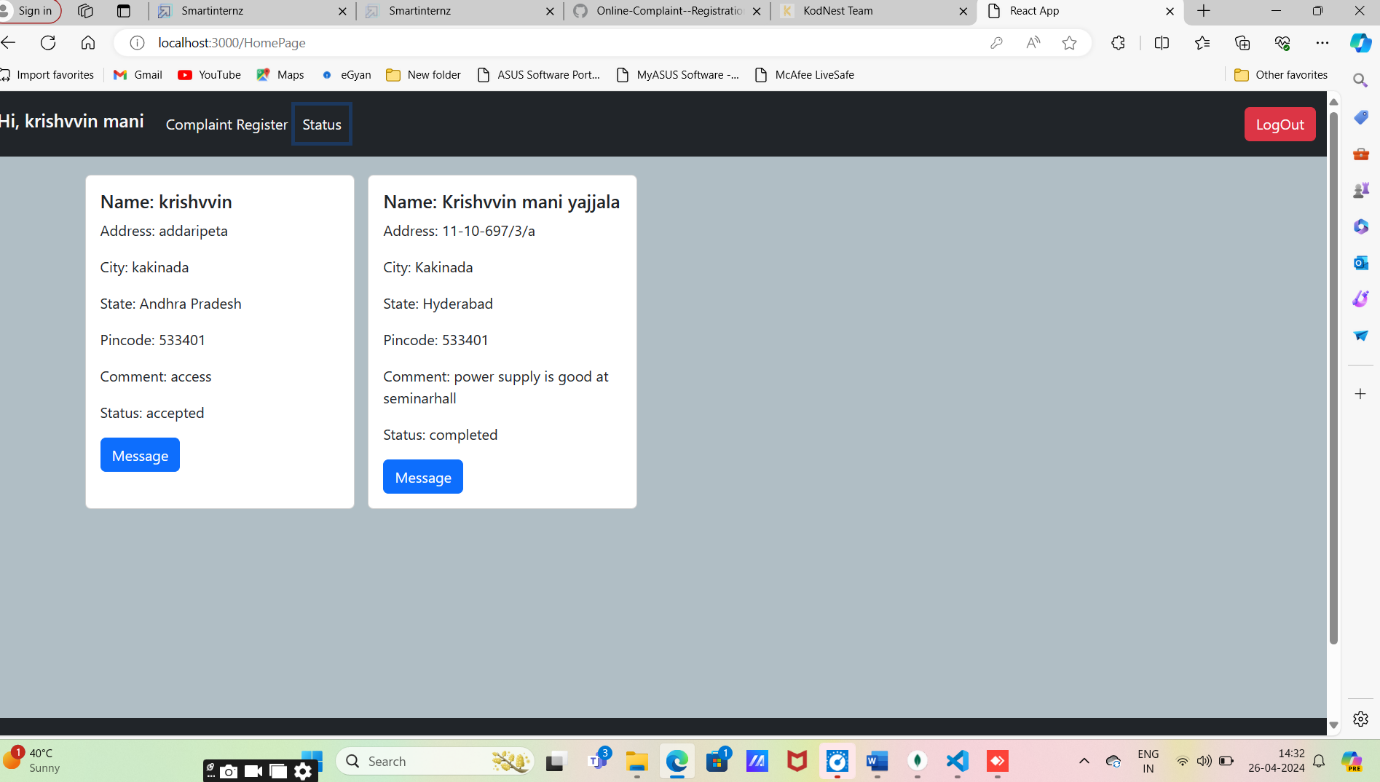 Sign in
Smartinternz
Smartinternz
Online-Complaint--Registratio
K
KodNest Team
React App
localhost:3000/HomePage
Import favorites
Gmail
YouTube
Maps
eGyan
New folder
ASUS Software Port...
MyASUS Software -...
McAfee LiveSafe
Other favorites
Hi, krishvvin mani
Complaint Register
Status
LogOut
Name: krishvvin
Address: addaripeta
City: kakinada
State: Andhra Pradesh
Pincode: 533401
Comment: access
Status: accepted
Message
Name: Krishvvin mani yajjala
Address: 11-10-697/3/a
City: Kakinada
State: Hyderabad
Pincode: 533401
Comment: power supply is good at
seminarhall
Status: completed
Message
1
40°C
Sunny
Search
3
1
ENG
IN
14:32
26-04-2024
PRE